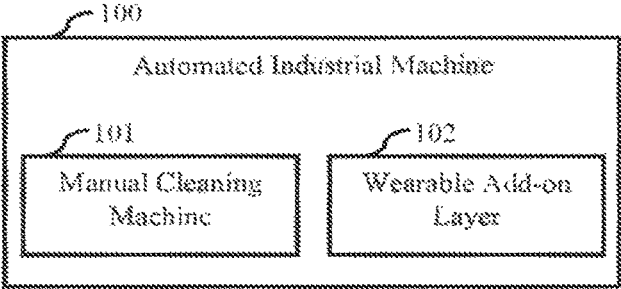 100
Automated Industrial Machine
101
102
Manual Cleaning
Machine
Wearable Add-on
Layer